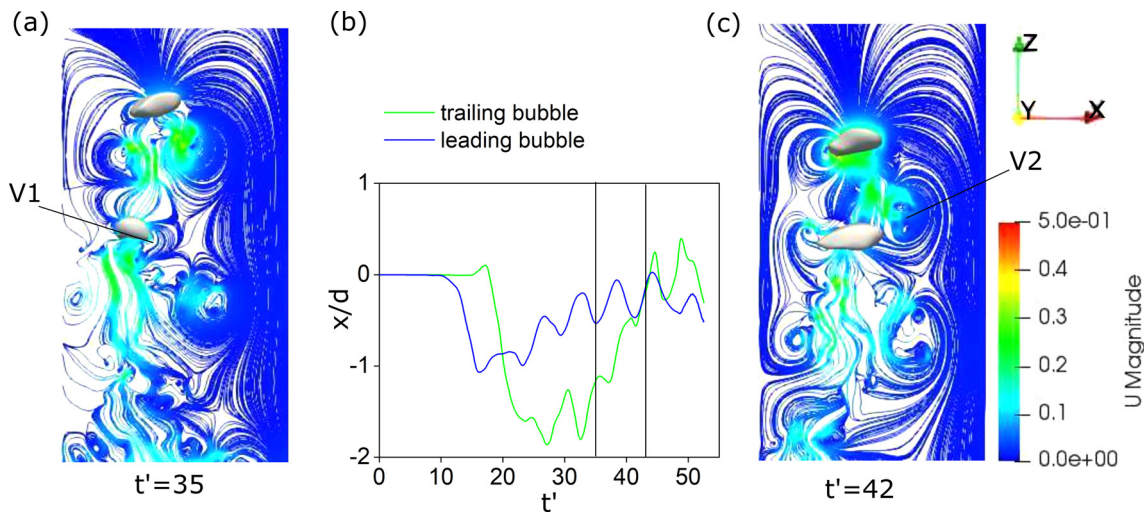 (a)
V1
t'=35
(b)
trailing bubble
leading bubble
x/d
1
0
-1
-2
0
10
20
30
40
50
t'
(c)
V2
t'=42
Z
Y
X
5.0e-01
0.4
0.3
0.2
0.1
0.0e+00
U Magnitude